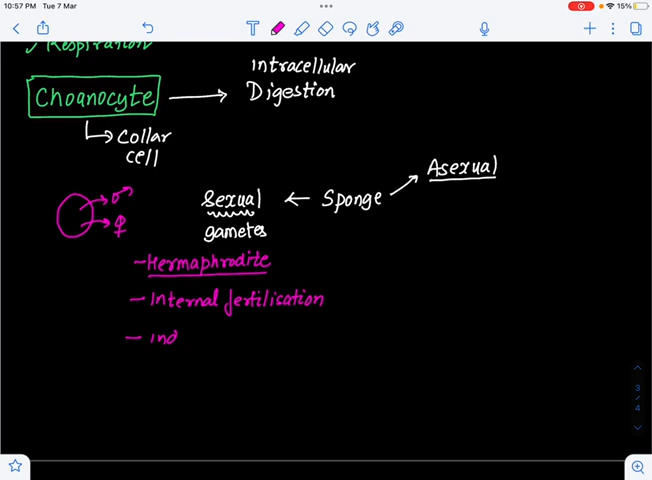 10:57 PM Tue 7 Mar
15%
✓ Respiration
Choanocyte → Intracellular
Digestion
Collar
cell
Asexual
Sexual ← Sponge
gametes
♂
♀
- Hermaphrodite
- Internal fertilisation
- Ind
3
/
4